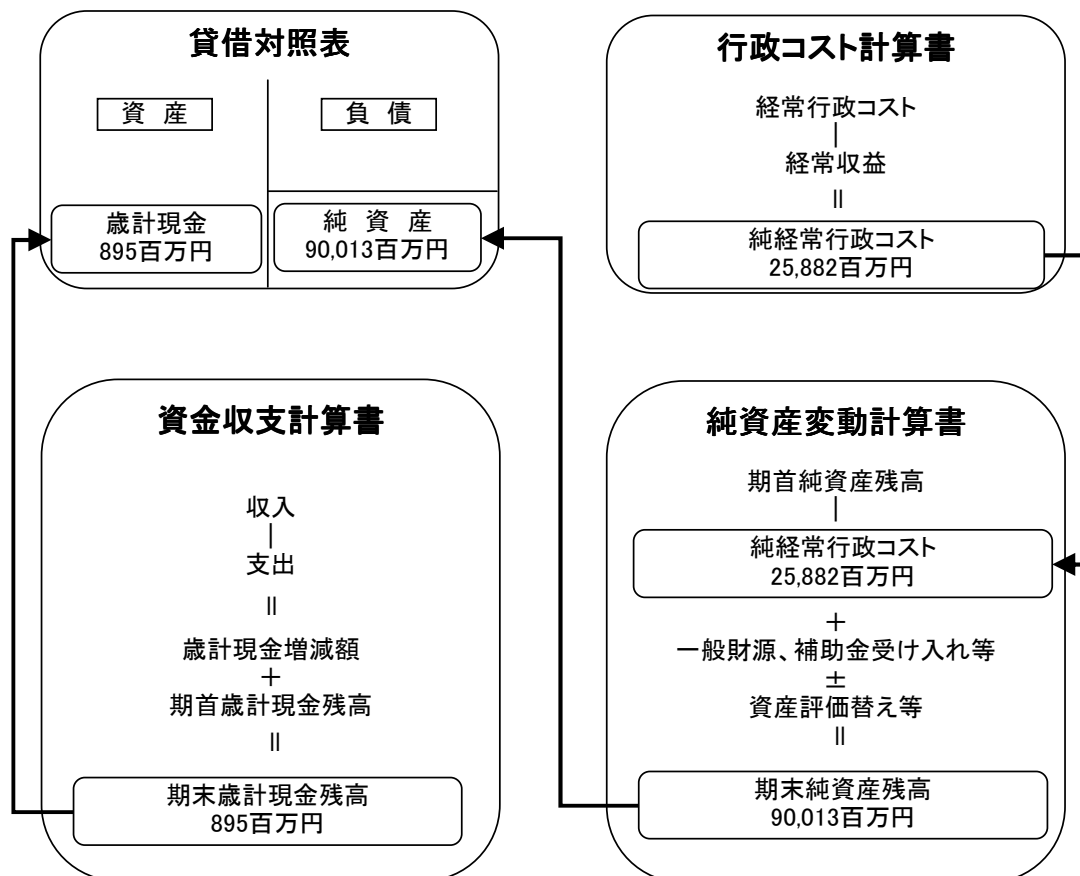 貸借対照表
資 産
負 債
歳計現金
895百万円
純 資 産
90,013百万円
行政コスト計算書
経常行政コスト
|
経常収益
॥
純経常行政コスト
25,882百万円
資金収支計算書
収入
|
支出
॥
歳計現金増減額
＋
期首歳計現金残高
॥
期末歳計現金残高
895百万円
純資産変動計算書
期首純資産残高
|
純経常行政コスト
25,882百万円
＋
一般財源、補助金受け入れ等
±
資産評価替え等
॥
期末純資産残高
90,013百万円